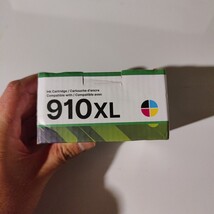 Ink Cartridge / Cartouche d'encre
Compatible with / Compatible avec
910XL